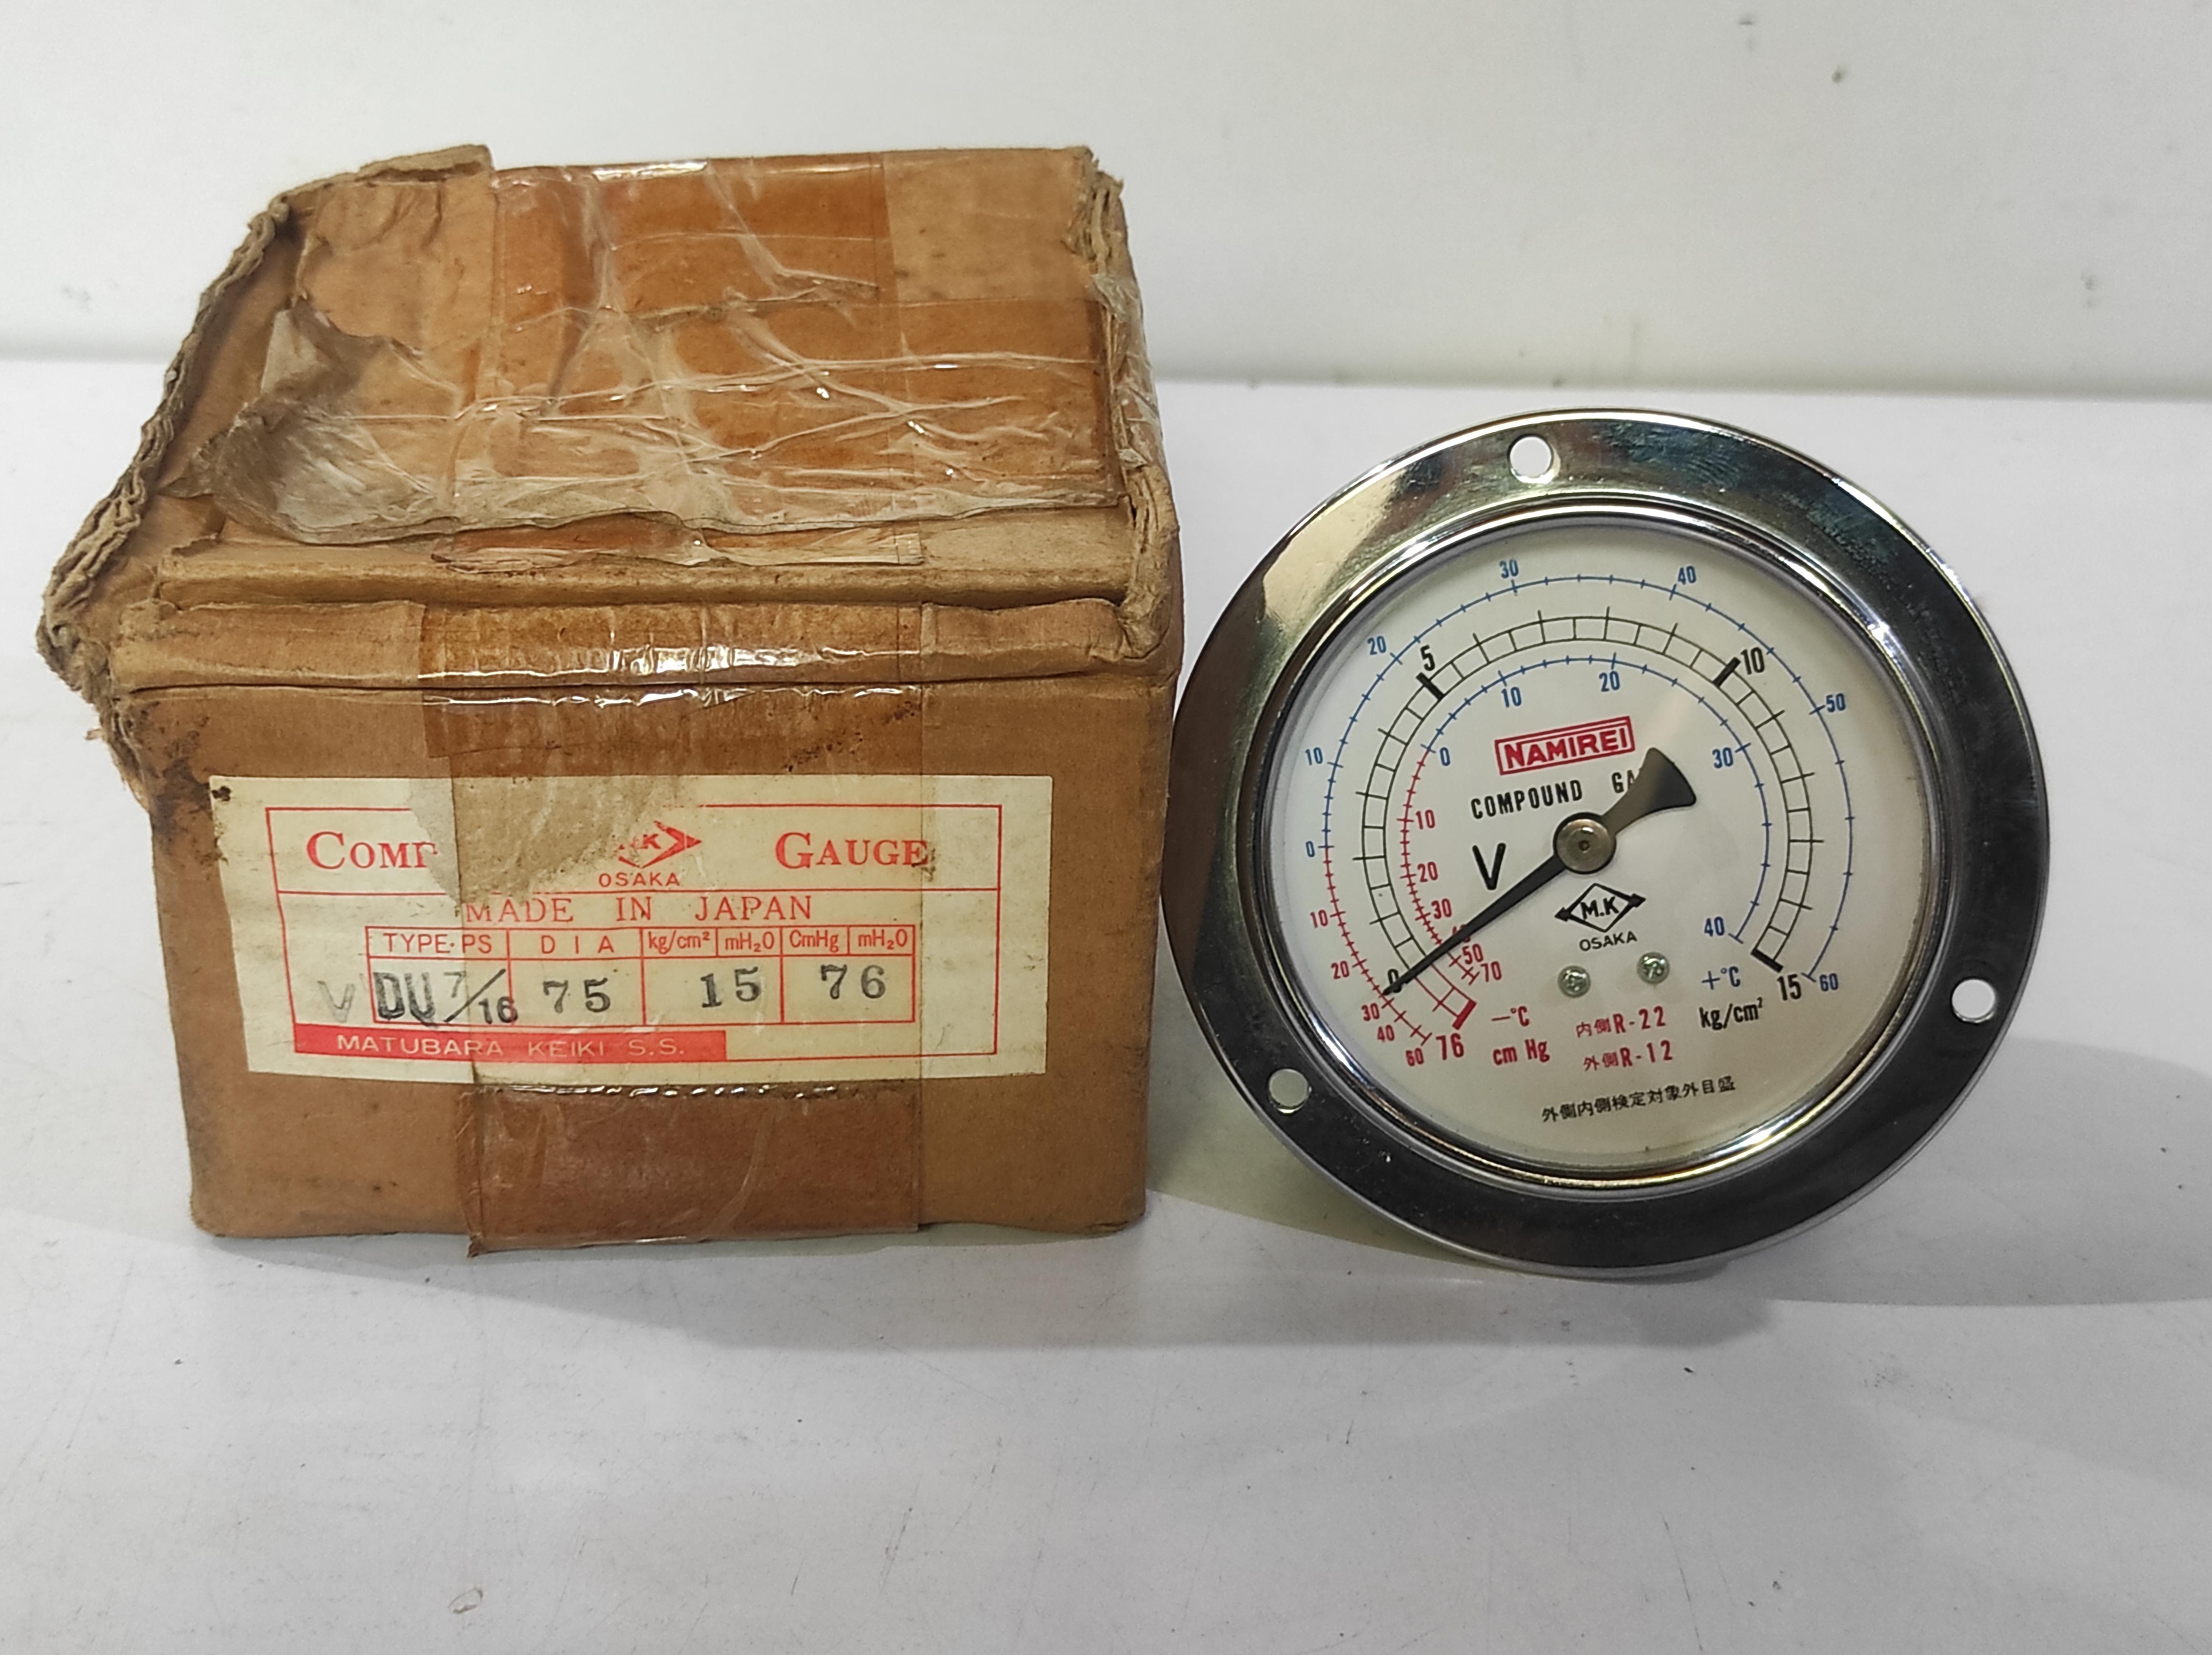 COMP
K
OSAKA
GAUGE
MADE IN JAPAN
TYPE·PS DIA kg/cm² mH₂O CmHg mH₂O
V DU 7/16 75 15 76
MATUBARA KEIKI S.S.
30 40
20 50
10 60
0
10
20
30
40
60
5 10
0 15
76
10 20
0 30
10 40
20
30
50
70
NAMIREI
COMPOUND GA
V
M.K
OSAKA
−°C +°C
cm Hg kg/cm²
内側R-22
外側R-12
外側内側検定対象外目盛